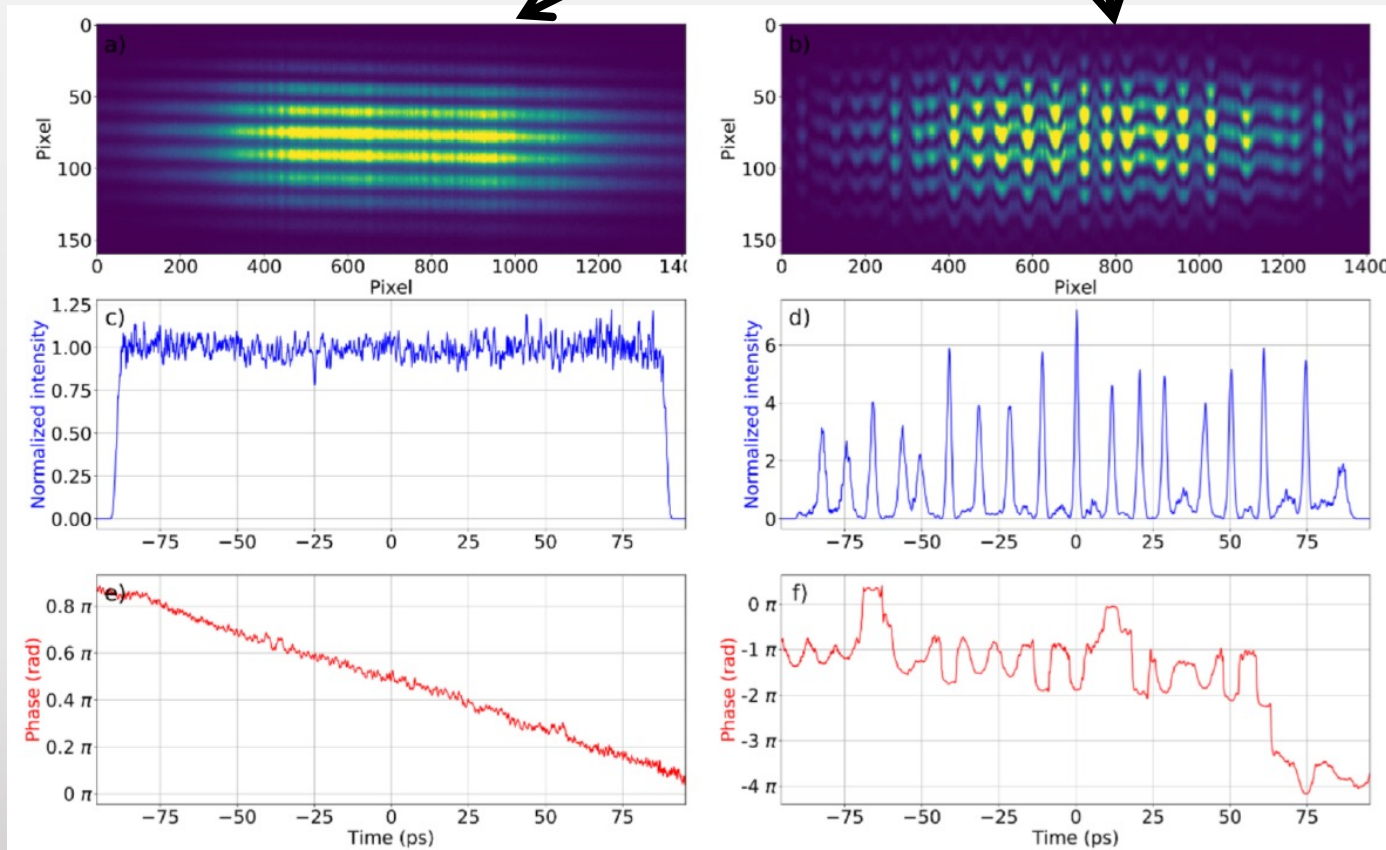 a)
0
50
100
150
Pixel
0 200 400 600 800 1000 1200 140
Pixel
b)
0
50
100
150
Pixel
0 200 400 600 800 1000 1200 1400
Pixel
c)
1.25
1.00
0.75
0.50
0.25
0.00
Normalized intensity
−75 −50 −25 0 25 50 75
d)
6
4
2
0
Normalized intensity
−75 −50 −25 0 25 50 75
e)
0.8 π
0.6 π
0.4 π
0.2 π
0 π
Phase (rad)
−75 −50 −25 0 25 50 75
Time (ps)
f)
0 π
-1 π
-2 π
-3 π
-4 π
Phase (rad)
−75 −50 −25 0 25 50 75
Time (ps)